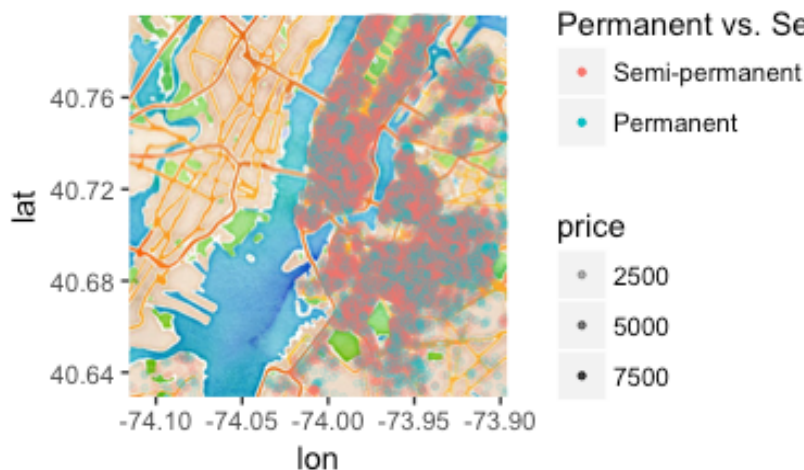 Permanent vs. Se
Semi-permanent
Permanent
price
2500
5000
7500
lat
40.76
40.72
40.68
40.64
-74.10 -74.05 -74.00 -73.95 -73.90
lon